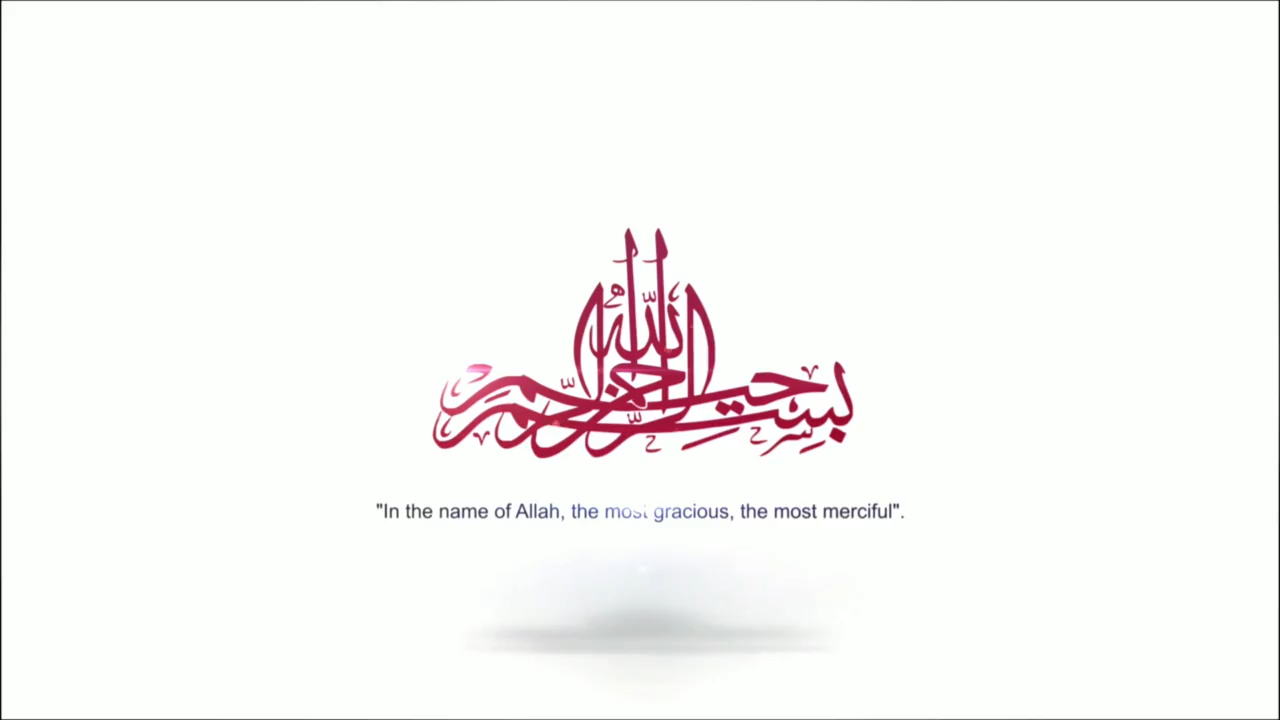 بسم الله الرحمن الرحيم
"In the name of Allah, the most gracious, the most merciful".